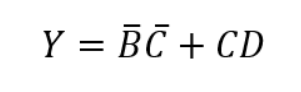 Y = B̅C̅ + CD